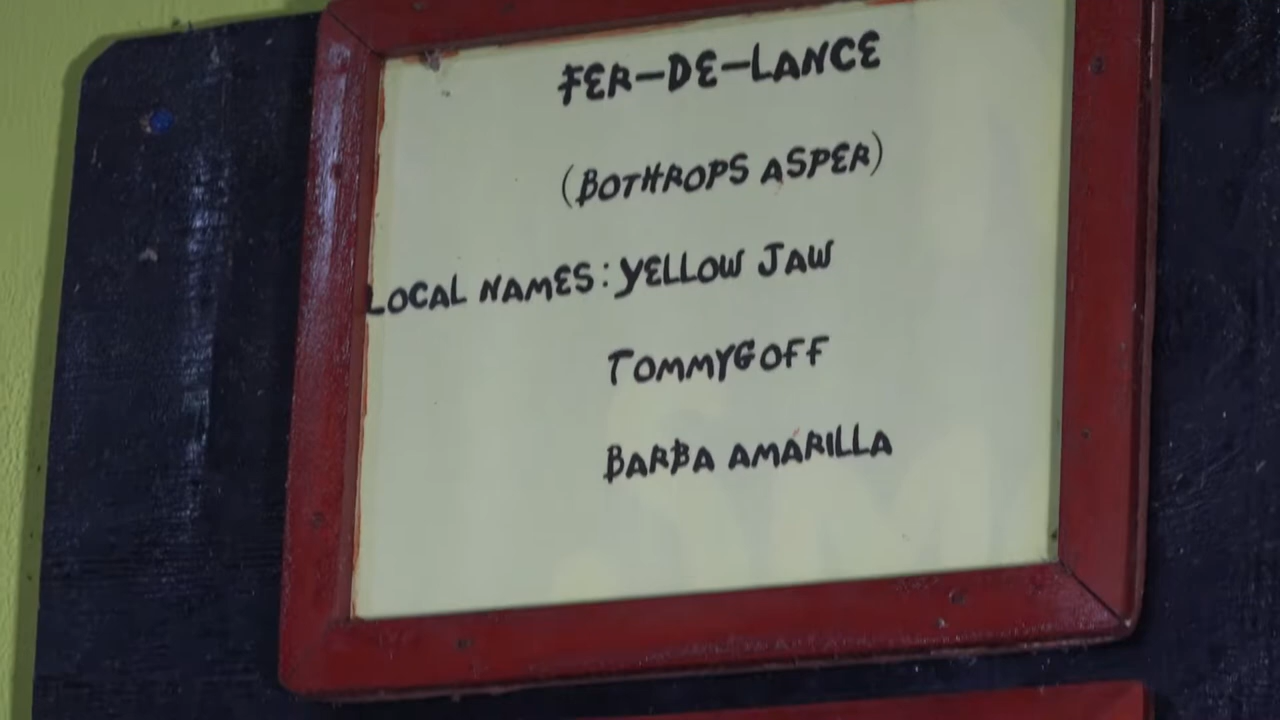 FER-DE-LANCE
(BOTHROPS ASPER)
LOCAL NAMES: YELLOW JAW
TOMMYGOFF
BARBA AMARILLA